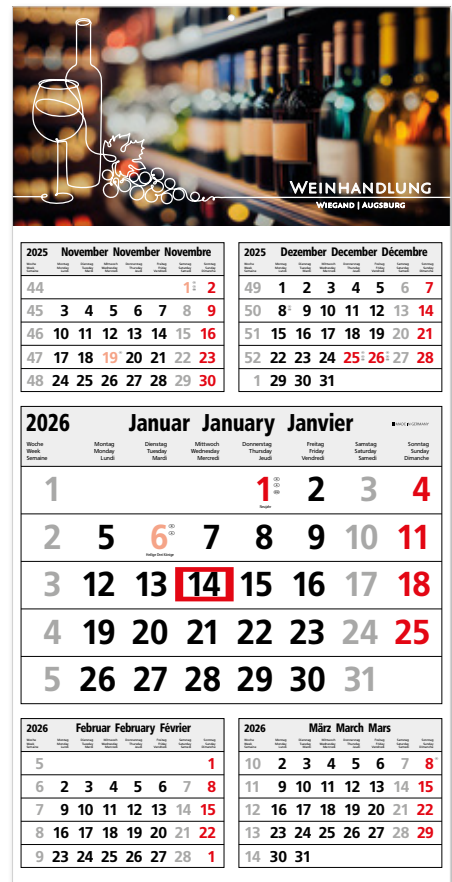 WEINHANDLUNG
WIEGAND | AUGSBURG
2025 November November Novembre
Woche Montag Dienstag Mittwoch Donnerstag Freitag Samstag Sonntag
Week Monday Tuesday Wednesday Thursday Friday Saturday Sunday
Semaine Lundi Mardi Mercredi Jeudi Vendredi Samedi Dimanche
44 1 2
45 3 4 5 6 7 8 9
46 10 11 12 13 14 15 16
47 17 18 19 20 21 22 23
48 24 25 26 27 28 29 30
2025 Dezember December Décembre
Woche Montag Dienstag Mittwoch Donnerstag Freitag Samstag Sonntag
Week Monday Tuesday Wednesday Thursday Friday Saturday Sunday
Semaine Lundi Mardi Mercredi Jeudi Vendredi Samedi Dimanche
49 1 2 3 4 5 6 7
50 8 9 10 11 12 13 14
51 15 16 17 18 19 20 21
52 22 23 24 25 26 27 28
1 29 30 31
2026 Januar January Janvier MADE IN GERMANY
Woche Montag Dienstag Mittwoch Donnerstag Freitag Samstag Sonntag
Week Monday Tuesday Wednesday Thursday Friday Saturday Sunday
Semaine Lundi Mardi Mercredi Jeudi Vendredi Samedi Dimanche
1 1 2 3 4
Neujahr
2 5 6 7 8 9 10 11
Heilige Drei Könige
3 12 13 14 15 16 17 18
4 19 20 21 22 23 24 25
5 26 27 28 29 30 31
2026 Februar February Février
Woche Montag Dienstag Mittwoch Donnerstag Freitag Samstag Sonntag
Week Monday Tuesday Wednesday Thursday Friday Saturday Sunday
Semaine Lundi Mardi Mercredi Jeudi Vendredi Samedi Dimanche
5 1
6 2 3 4 5 6 7 8
7 9 10 11 12 13 14 15
8 16 17 18 19 20 21 22
9 23 24 25 26 27 28 1
2026 März March Mars
Woche Montag Dienstag Mittwoch Donnerstag Freitag Samstag Sonntag
Week Monday Tuesday Wednesday Thursday Friday Saturday Sunday
Semaine Lundi Mardi Mercredi Jeudi Vendredi Samedi Dimanche
10 2 3 4 5 6 7 8
11 9 10 11 12 13 14 15
12 16 17 18 19 20 21 22
13 23 24 25 26 27 28 29
14 30 31